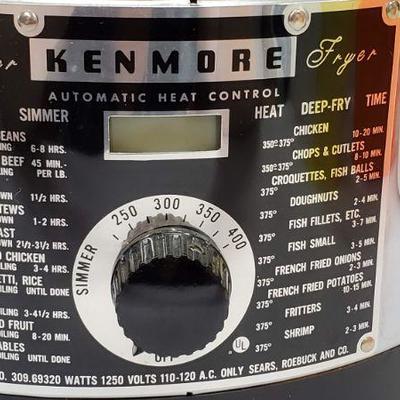 KENMORE Fryer
AUTOMATIC HEAT CONTROL
SIMMER HEAT DEEP-FRY TIME
CHICKEN
6-8 HRS. 350°375° 10-20 MIN.
BEEF 45 MIN.- CHOPS & CUTLETS
PER LB. 350°375° 8-10 MIN.
CROQUETTES, FISH BALLS
375° 2-5 MIN.
1½ HRS. DOUGHNUTS
375° 2-4 MIN.
1-2 HRS. FISH FILLETS, ETC.
375° 3-7 MIN.
2½-3½ HRS. FISH SMALL
CHICKEN 375° 3-5 MIN.
3-4 HRS. FRENCH FRIED ONIONS
RICE 375° 2-3 MIN.
UNTIL DONE FRENCH FRIED POTATOES
375° 10-15 MIN.
3-4½ HRS. FRITTERS
FRUIT 375° 3-4 MIN.
8-20 MIN. SHRIMP
UNTIL DONE 375° 2-3 MIN.
SIMMER 250 300 350 400
OFF
UL
NO. 309.69320 WATTS 1250 VOLTS 110-120 A.C. ONLY SEARS, ROEBUCK AND CO.